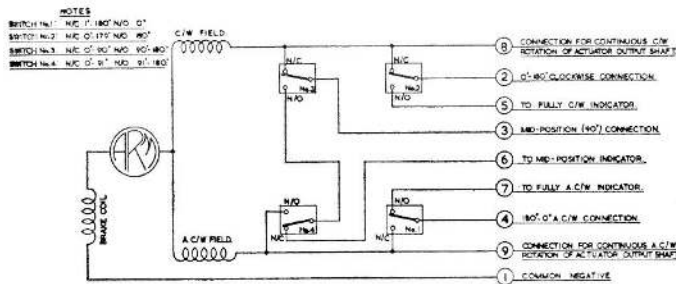 NOTES
SWITCH No.1: N/C 1°-180° N/O 0°
SWITCH No.2: N/C 0°-179° N/O 180°
SWITCH No.3: N/C 0°-90° N/O 90°-180°
SWITCH No.4: N/C 0°-91° N/O 91°-180°
C/W FIELD.
N/C
No.3
N/O
N/C
No.2
N/O
8 CONNECTION FOR CONTINUOUS C/W
ROTATION OF ACTUATOR OUTPUT SHAFT
2 0°-180° CLOCKWISE CONNECTION.
5 TO FULLY C/W INDICATOR.
3 MID-POSITION (90°) CONNECTION.
6 TO MID-POSITION INDICATOR.
7 TO FULLY A.C/W INDICATOR.
ARM
BRAKE COIL
A.C/W FIELD.
N/O
No.4
N/C
N/O
No.1
N/C
4 180°-0° A C/W CONNECTION.
9 CONNECTION FOR CONTINUOUS A.C/W
ROTATION OF ACTUATOR OUTPUT SHAFT
1 COMMON NEGATIVE